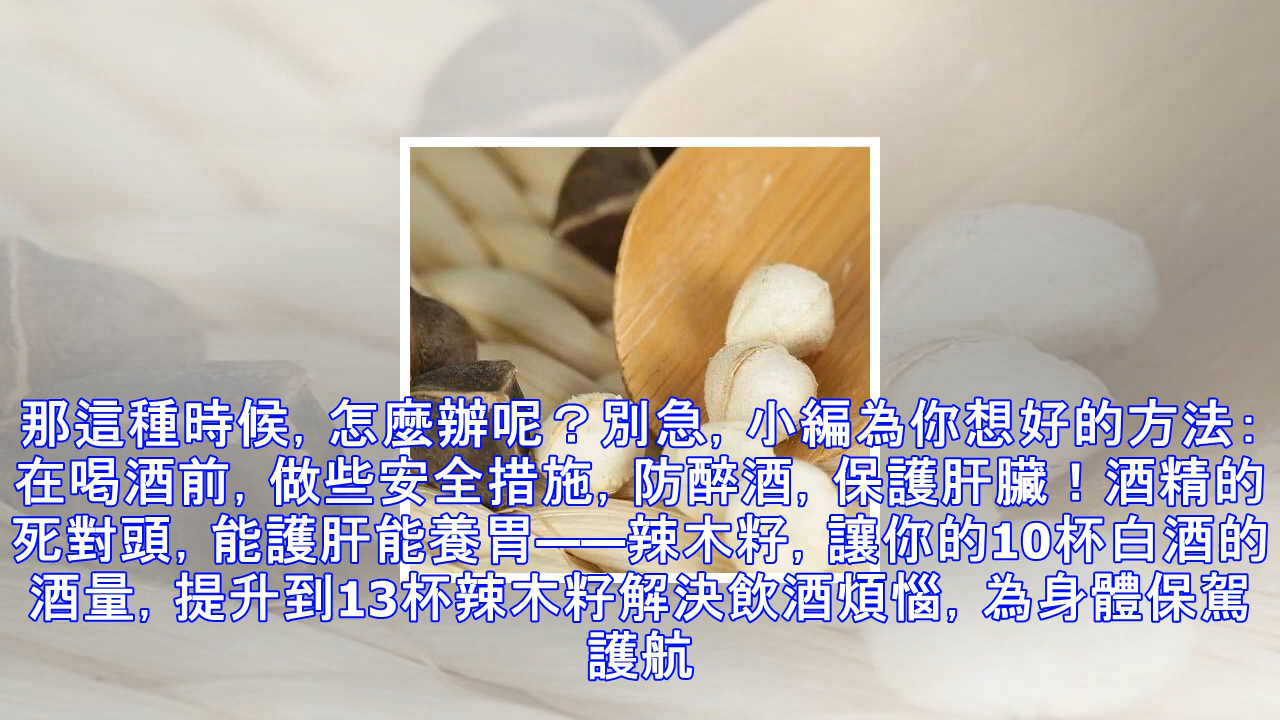 那這種時候, 怎麼辦呢？別急, 小編為你想好的方法:
在喝酒前, 做些安全措施, 防醉酒, 保護肝臟！酒精的
死對頭, 能護肝能養胃——辣木籽, 讓你的10杯白酒的
酒量, 提升到13杯辣木籽解決飲酒煩惱, 為身體保駕
護航